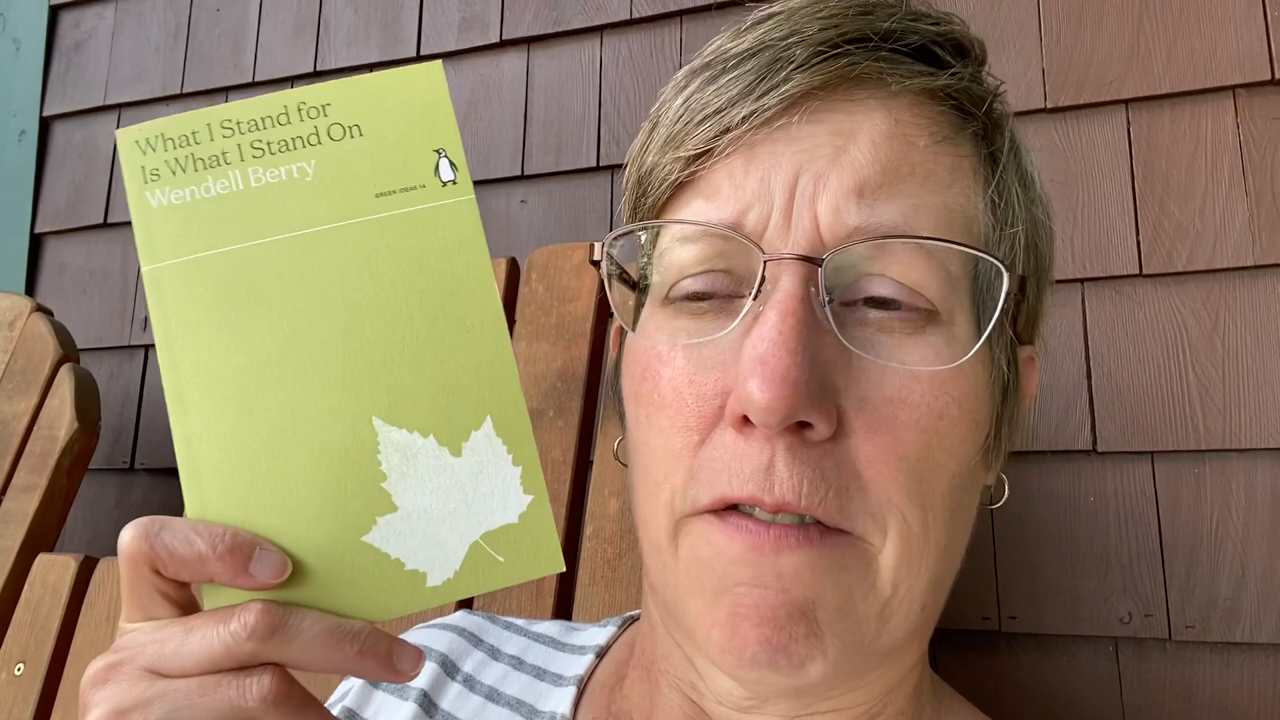 What I Stand for
Is What I Stand On
Wendell Berry
GREEN IDEAS 14